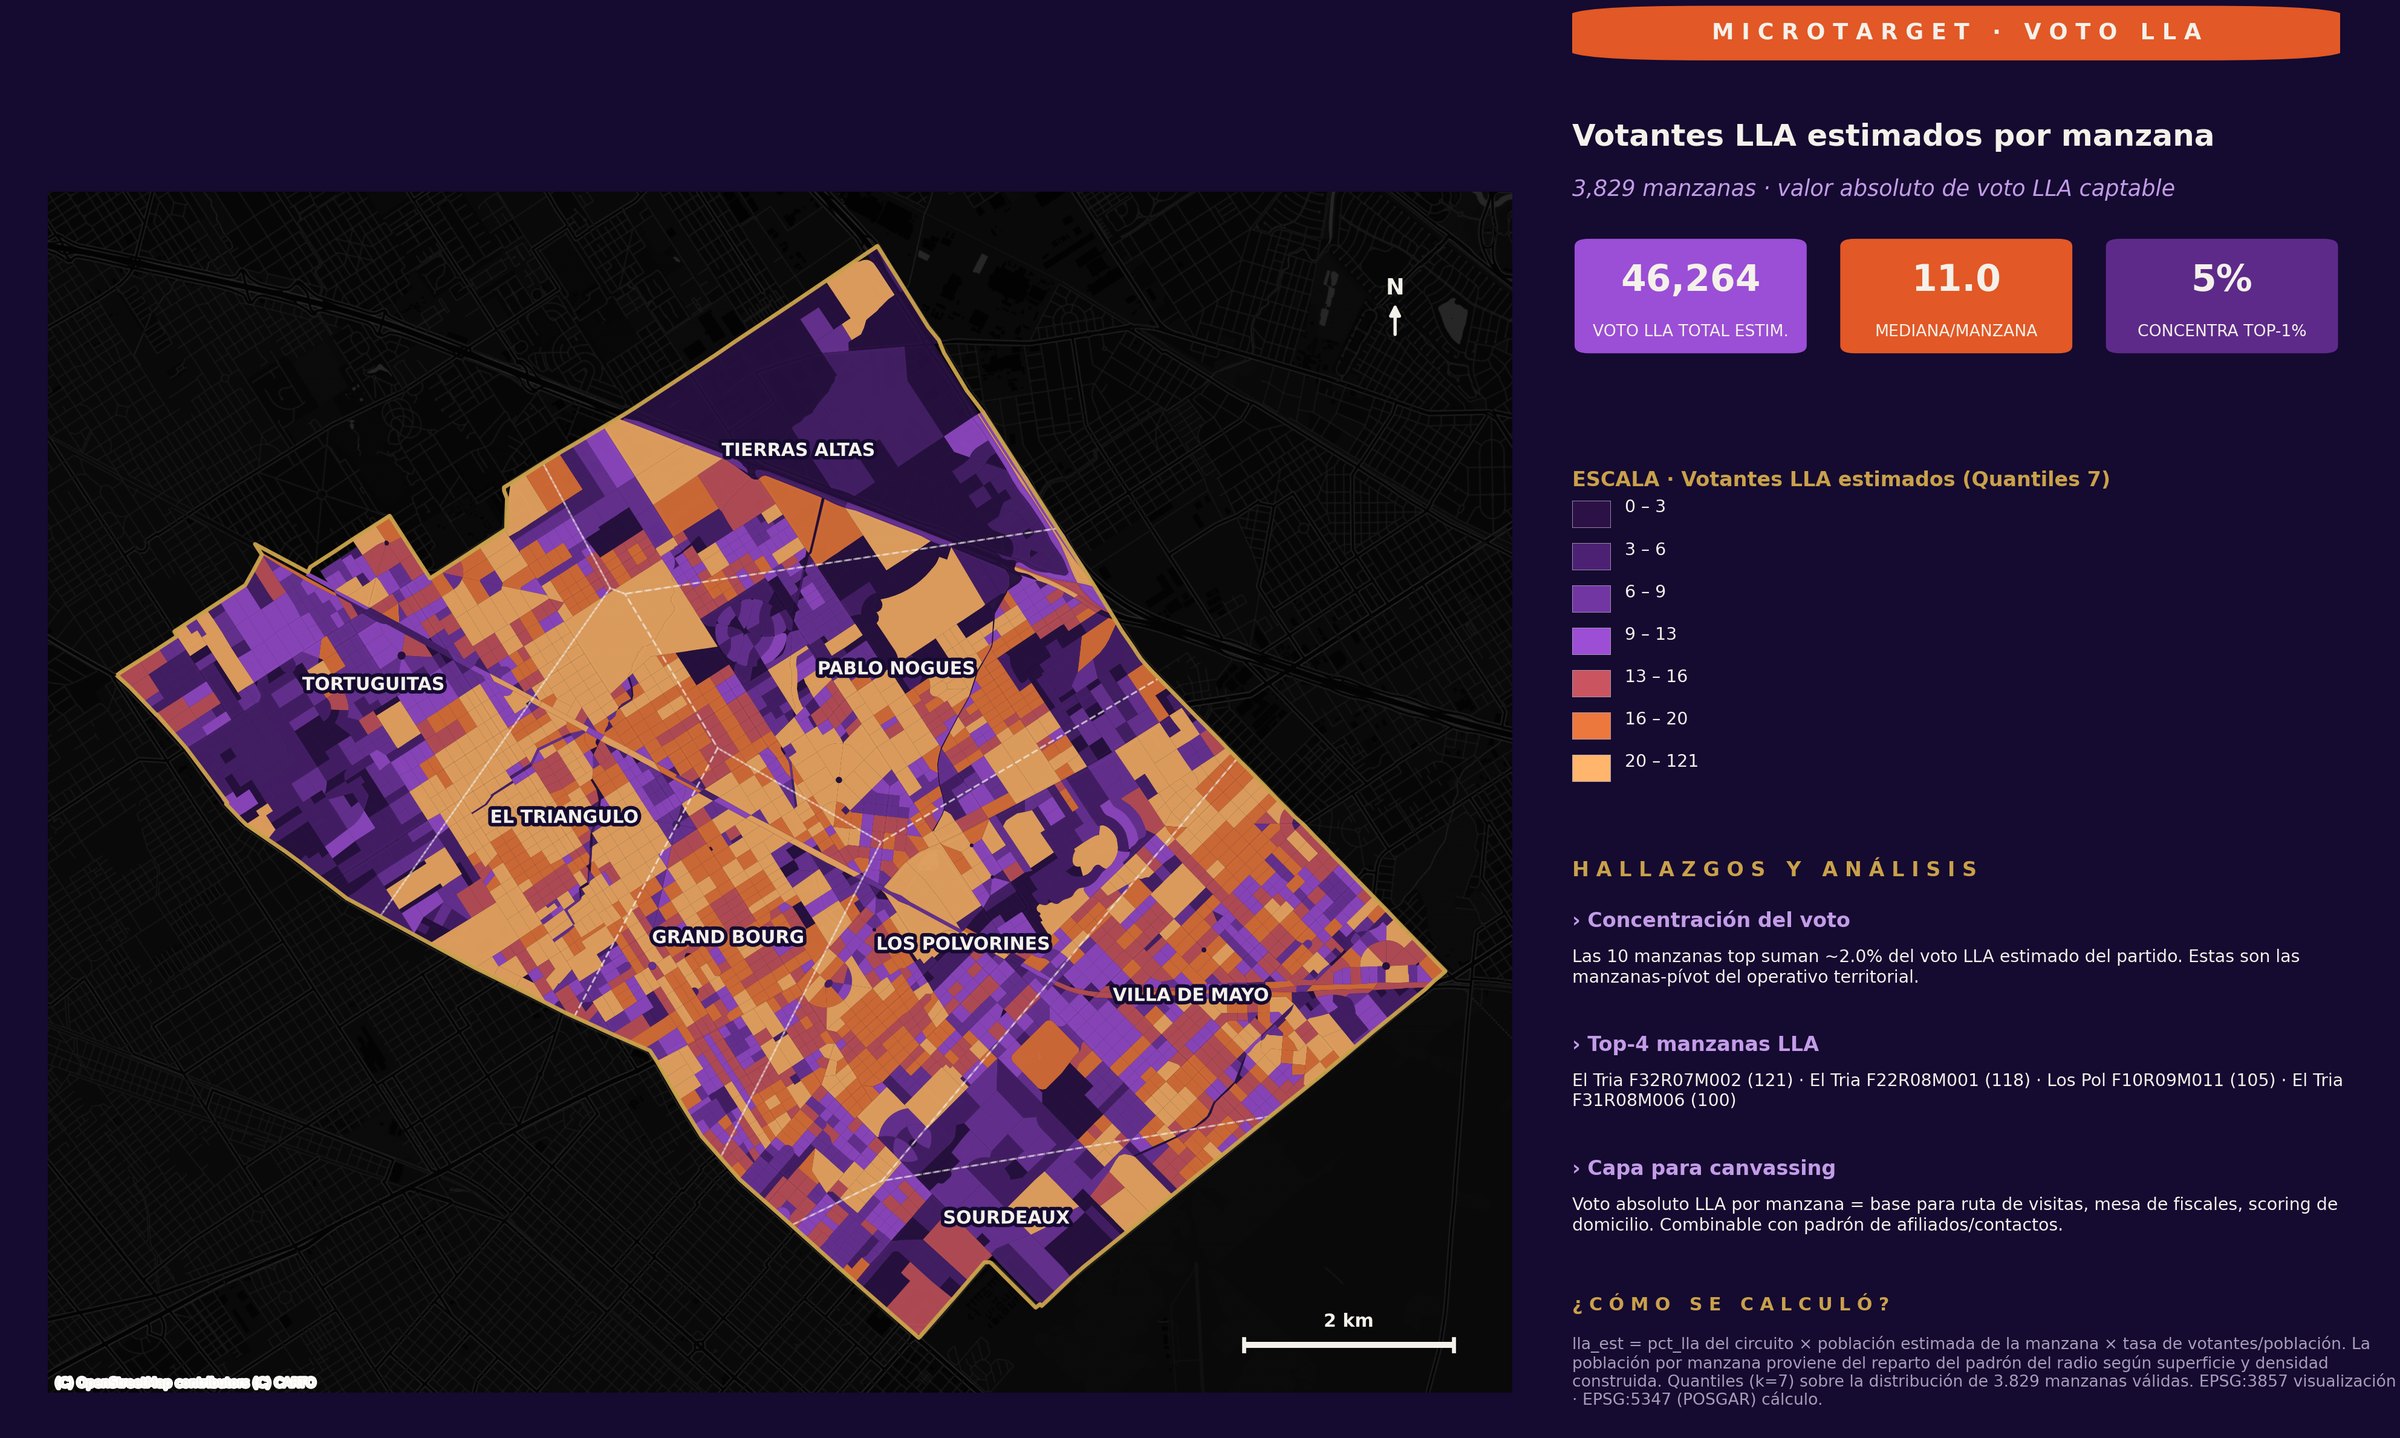 MICROTARGET · VOTO LLA
Votantes LLA estimados por manzana
3,829 manzanas · valor absoluto de voto LLA captable
46,264
VOTO LLA TOTAL ESTIM.
11.0
MEDIANA/MANZANA
5%
CONCENTRA TOP-1%
N
TIERRAS ALTAS
PABLO NOGUES
TORTUGUITAS
EL TRIANGULO
GRAND BOURG
LOS POLVORINES
VILLA DE MAYO
SOURDEAUX
2 km
(C) OpenStreetMap contributors (C) CARTO
ESCALA · Votantes LLA estimados (Quantiles 7)
0 – 3
3 – 6
6 – 9
9 – 13
13 – 16
16 – 20
20 – 121
HALLAZGOS Y ANÁLISIS
› Concentración del voto
Las 10 manzanas top suman ~2.0% del voto LLA estimado del partido. Estas son las
manzanas-pívot del operativo territorial.
› Top-4 manzanas LLA
El Tria F32R07M002 (121) · El Tria F22R08M001 (118) · Los Pol F10R09M011 (105) · El Tria
F31R08M006 (100)
› Capa para canvassing
Voto absoluto LLA por manzana = base para ruta de visitas, mesa de fiscales, scoring de
domicilio. Combinable con padrón de afiliados/contactos.
¿CÓMO SE CALCULÓ?
lla_est = pct_lla del circuito × población estimada de la manzana × tasa de votantes/población. La
población por manzana proviene del reparto del padrón del radio según superficie y densidad
construida. Quantiles (k=7) sobre la distribución de 3.829 manzanas válidas. EPSG:3857 visualización
· EPSG:5347 (POSGAR) cálculo.